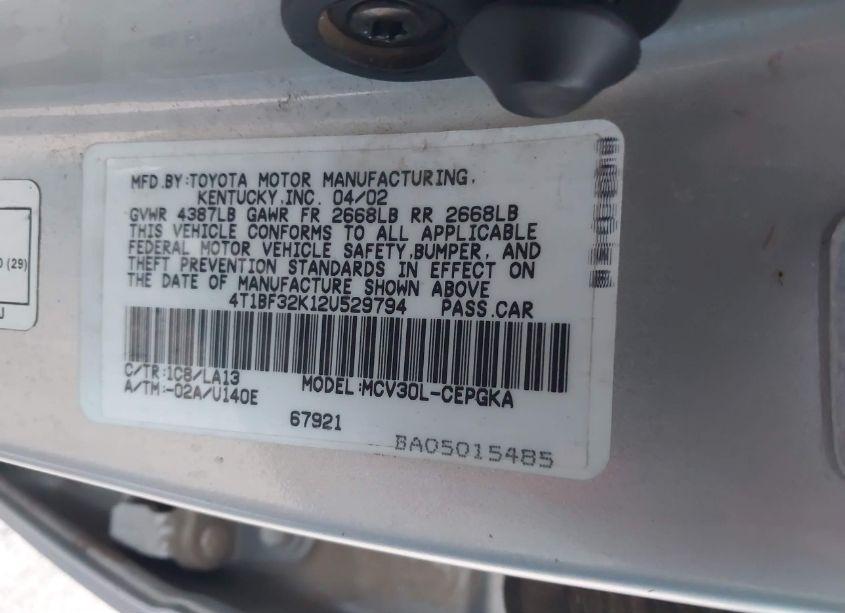 MFD.BY:TOYOTA MOTOR MANUFACTURING,
KENTUCKY,INC. 04/02
GVWR 4387LB GAWR FR 2668LB RR 2668LB
THIS VEHICLE CONFORMS TO ALL APPLICABLE
FEDERAL MOTOR VEHICLE SAFETY,BUMPER, AND
THEFT PREVENTION STANDARDS IN EFFECT ON
THE DATE OF MANUFACTURE SHOWN ABOVE
4T1BF32K12U529794 PASS.CAR
C/TR:1C8/LA13
A/TM:-02A/U140E
MODEL:MCV30L-CEPGKA
67921
BA05015485
(29)